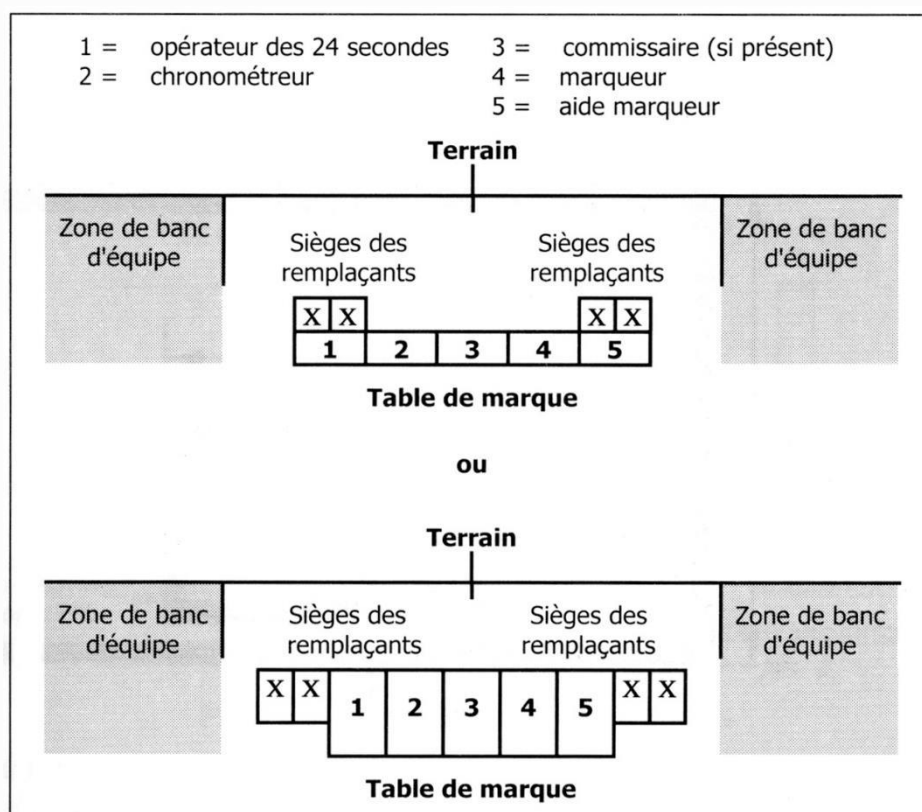 1 = opérateur des 24 secondes 3 = commissaire (si présent)
2 = chronométreur 4 = marqueur
5 = aide marqueur
Terrain
Zone de banc d'équipe
Sièges des remplaçants
Sièges des remplaçants
Zone de banc d'équipe
X X X X
1 2 3 4 5
Table de marque
ou
Terrain
Zone de banc d'équipe
Sièges des remplaçants
Sièges des remplaçants
Zone de banc d'équipe
X X 1 2 3 4 5 X X
Table de marque